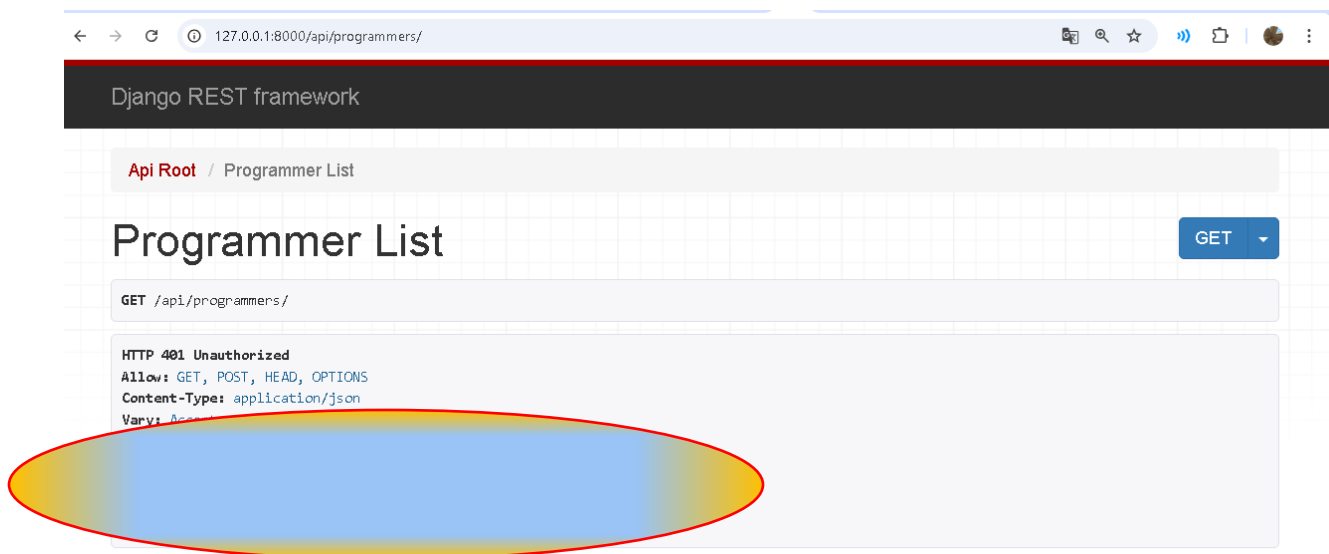 127.0.0.1:8000/api/programmers/
Django REST framework
Api Root / Programmer List
Programmer List
GET
GET /api/programmers/
HTTP 401 Unauthorized
Allow: GET, POST, HEAD, OPTIONS
Content-Type: application/json
Vary: